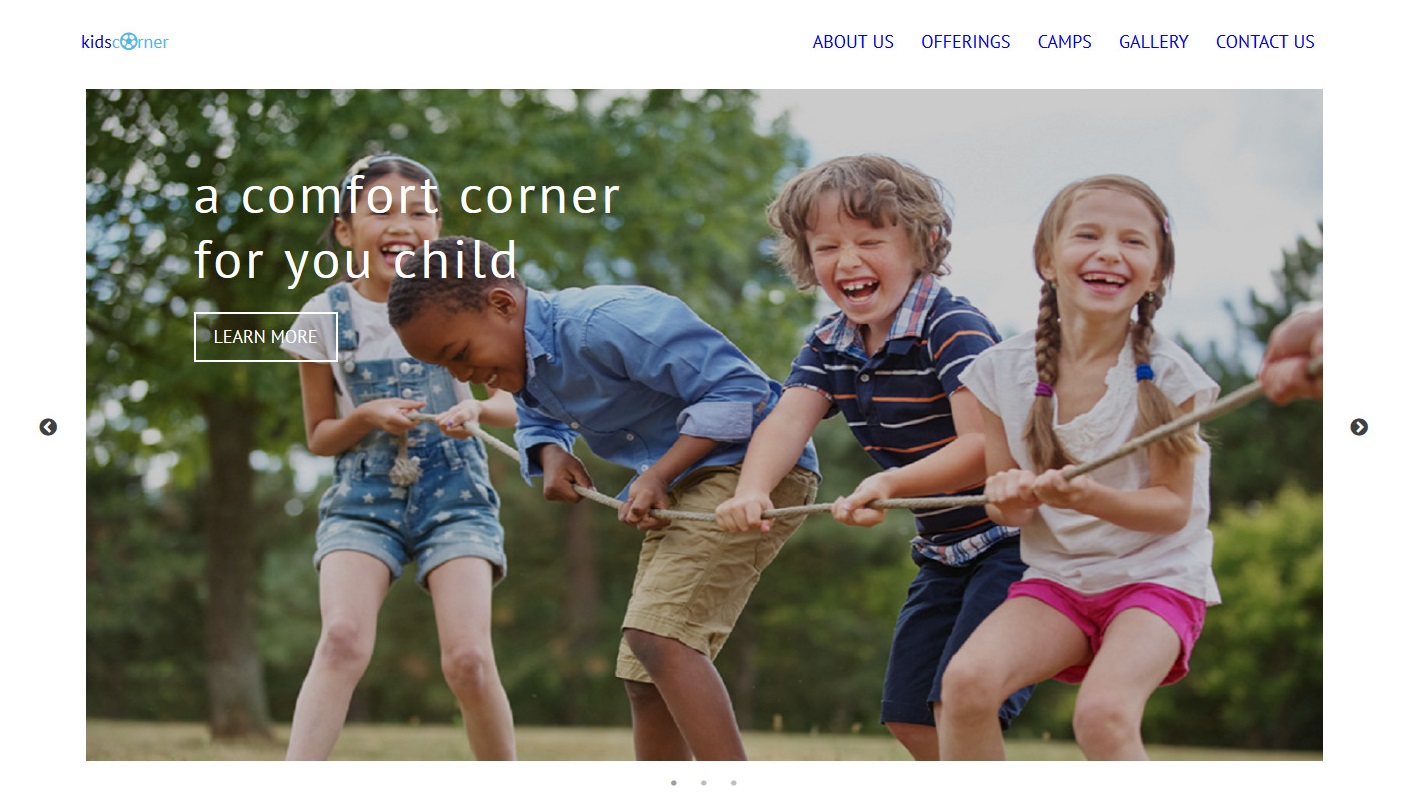 kidscorner
ABOUT US OFFERINGS CAMPS GALLERY CONTACT US
a comfort corner
for you child
LEARN MORE